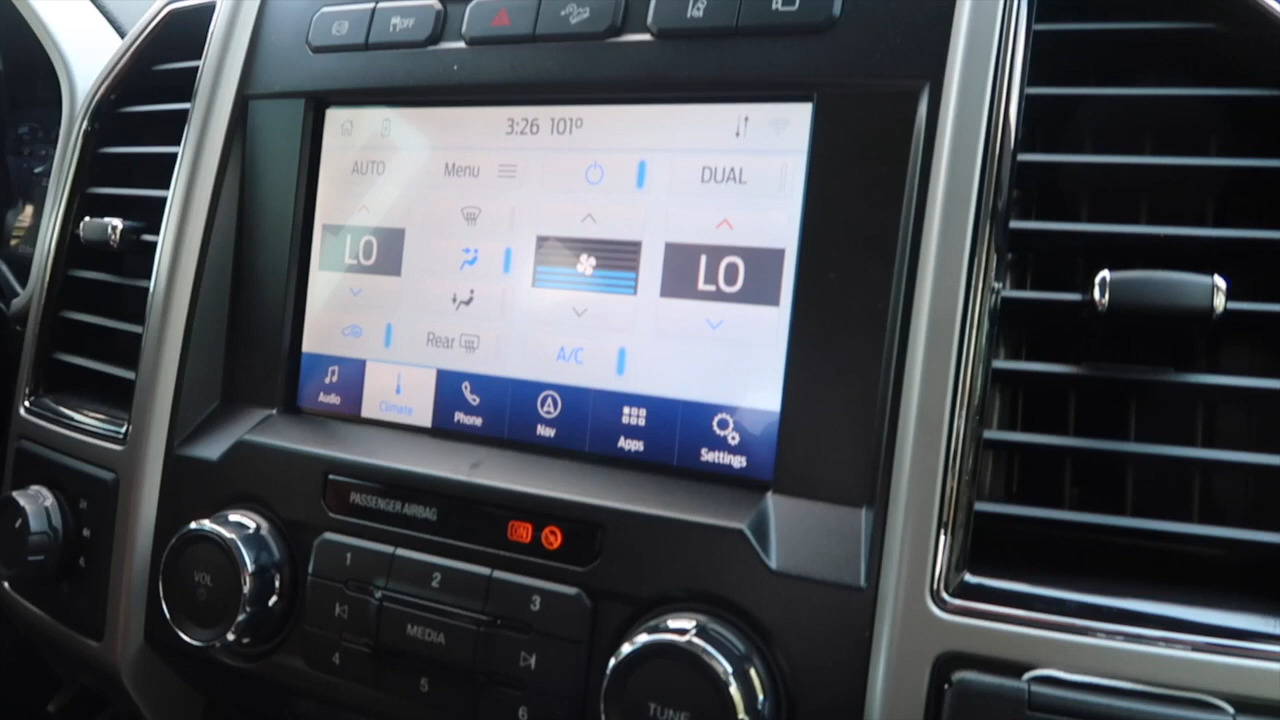 OFF
3:26 101º
AUTO
Menu
DUAL
LO
LO
Rear
A/C
Audio
Climate
Phone
Nav
Apps
Settings
PASSENGER AIRBAG
ON
VOL
1
2
3
MEDIA
4
5
6
TUNE